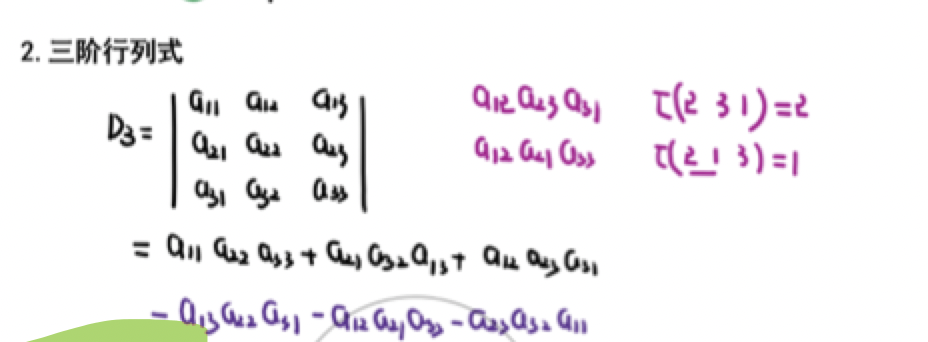 2. 三阶行列式
D₃ = | a₁₁ a₁₂ a₁₃ |
| a₂₁ a₂₂ a₂₃ |
| a₃₁ a₃₂ a₃₃ |
a₁₂ a₂₃ a₃₁ τ(2 3 1) = 2
a₁₂ a₂₁ a₃₃ τ(2 1 3) = 1
= a₁₁ a₂₂ a₃₃ + a₂₁ a₃₂ a₁₃ + a₁₂ a₂₃ a₃₁
- a₁₃ a₂₂ a₃₁ - a₁₂ a₂₁ a₃₃ - a₂₃ a₃₂ a₁₁